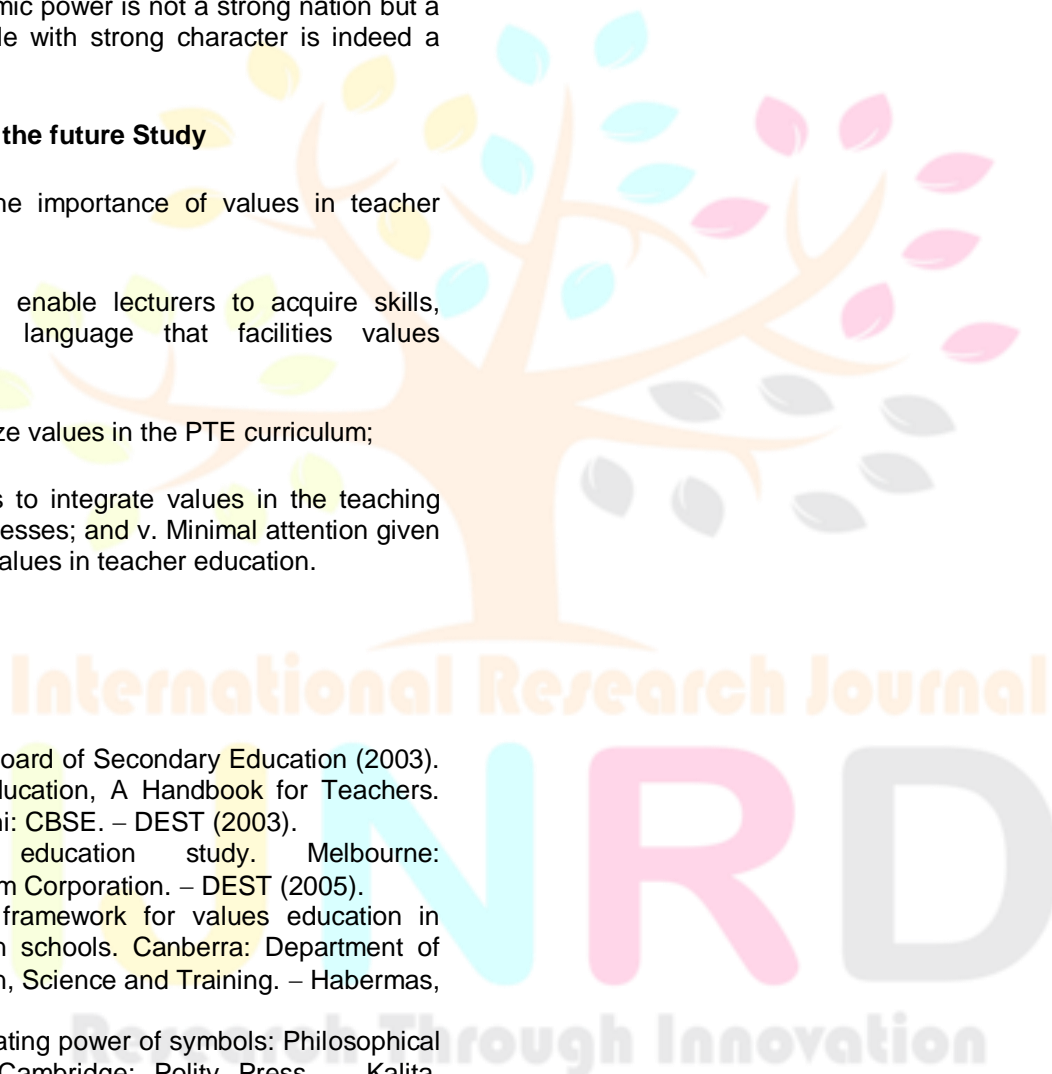 mic power is not a strong nation but a
le with strong character is indeed a
the future Study
he importance of values in teacher
enable lecturers to acquire skills,
language that facilities values
ze values in the PTE curriculum;
s to integrate values in the teaching
esses; and v. Minimal attention given
alues in teacher education.
International Research Journal
oard of Secondary Education (2003).
ducation, A Handbook for Teachers.
ni: CBSE. – DEST (2003).
education study. Melbourne:
m Corporation. – DEST (2005).
framework for values education in
n schools. Canberra: Department of
n, Science and Training. – Habermas,
IJNRD
ating power of symbols: Philosophical
Cambridge: Polity Press. – Kalita,
Research Through Innovation